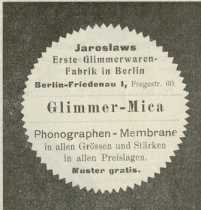 Jaroslaws
Erste Glimmerwaren-
Fabrik in Berlin
Berlin-Friedenau 1,
Glimmer-Mica
Phonographen-Membrane
in allen Grössen und Stärken
in allen Preislagen.
Muster gratis.